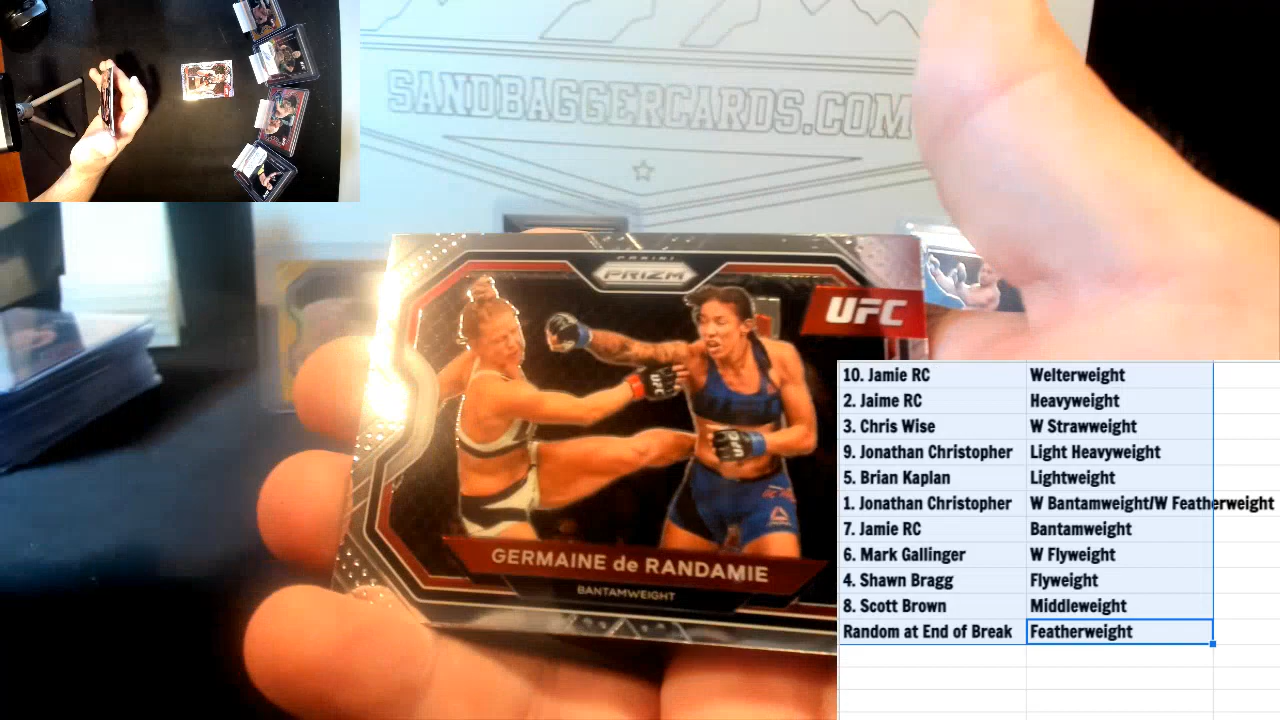 SANDBAGGERCARDS.COM
PANINI
PRIZM
UFC
UFC
UFC
GERMAINE de RANDAMIE
BANTAMWEIGHT
10. Jamie RC Welterweight
2. Jaime RC Heavyweight
3. Chris Wise W Strawweight
9. Jonathan Christopher Light Heavyweight
5. Brian Kaplan Lightweight
1. Jonathan Christopher W Bantamweight/W Featherweight
7. Jamie RC Bantamweight
6. Mark Gallinger W Flyweight
4. Shawn Bragg Flyweight
8. Scott Brown Middleweight
Random at End of Break Featherweight